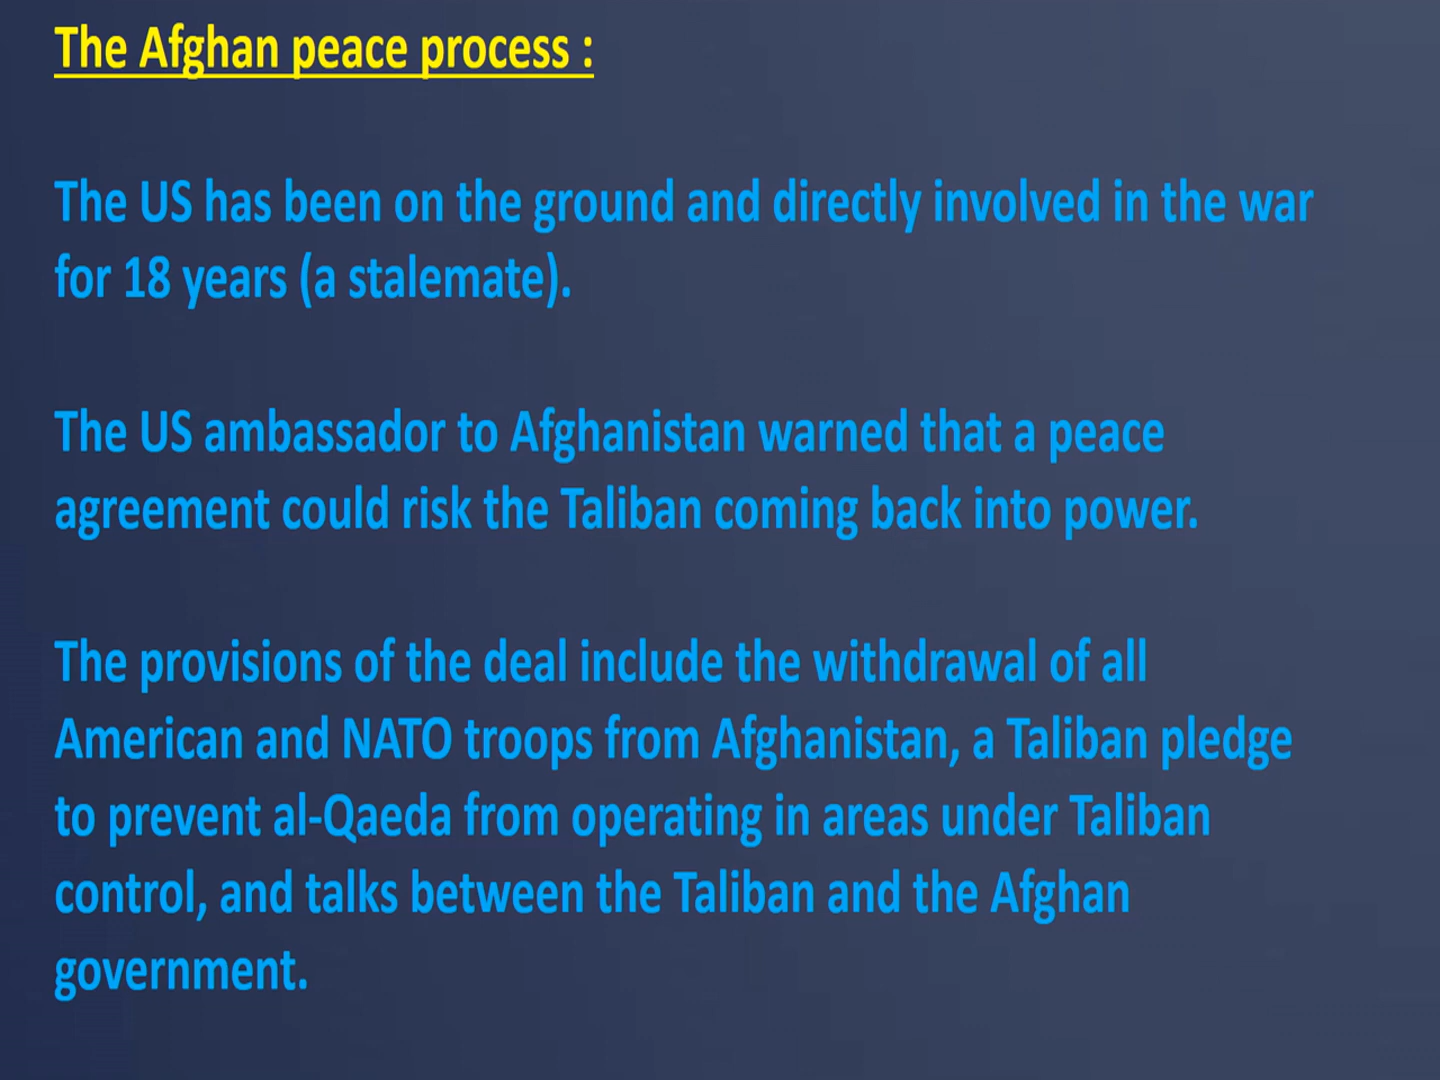 The Afghan peace process :
The US has been on the ground and directly involved in the war
for 18 years (a stalemate).
The US ambassador to Afghanistan warned that a peace
agreement could risk the Taliban coming back into power.
The provisions of the deal include the withdrawal of all
American and NATO troops from Afghanistan, a Taliban pledge
to prevent al-Qaeda from operating in areas under Taliban
control, and talks between the Taliban and the Afghan
government.